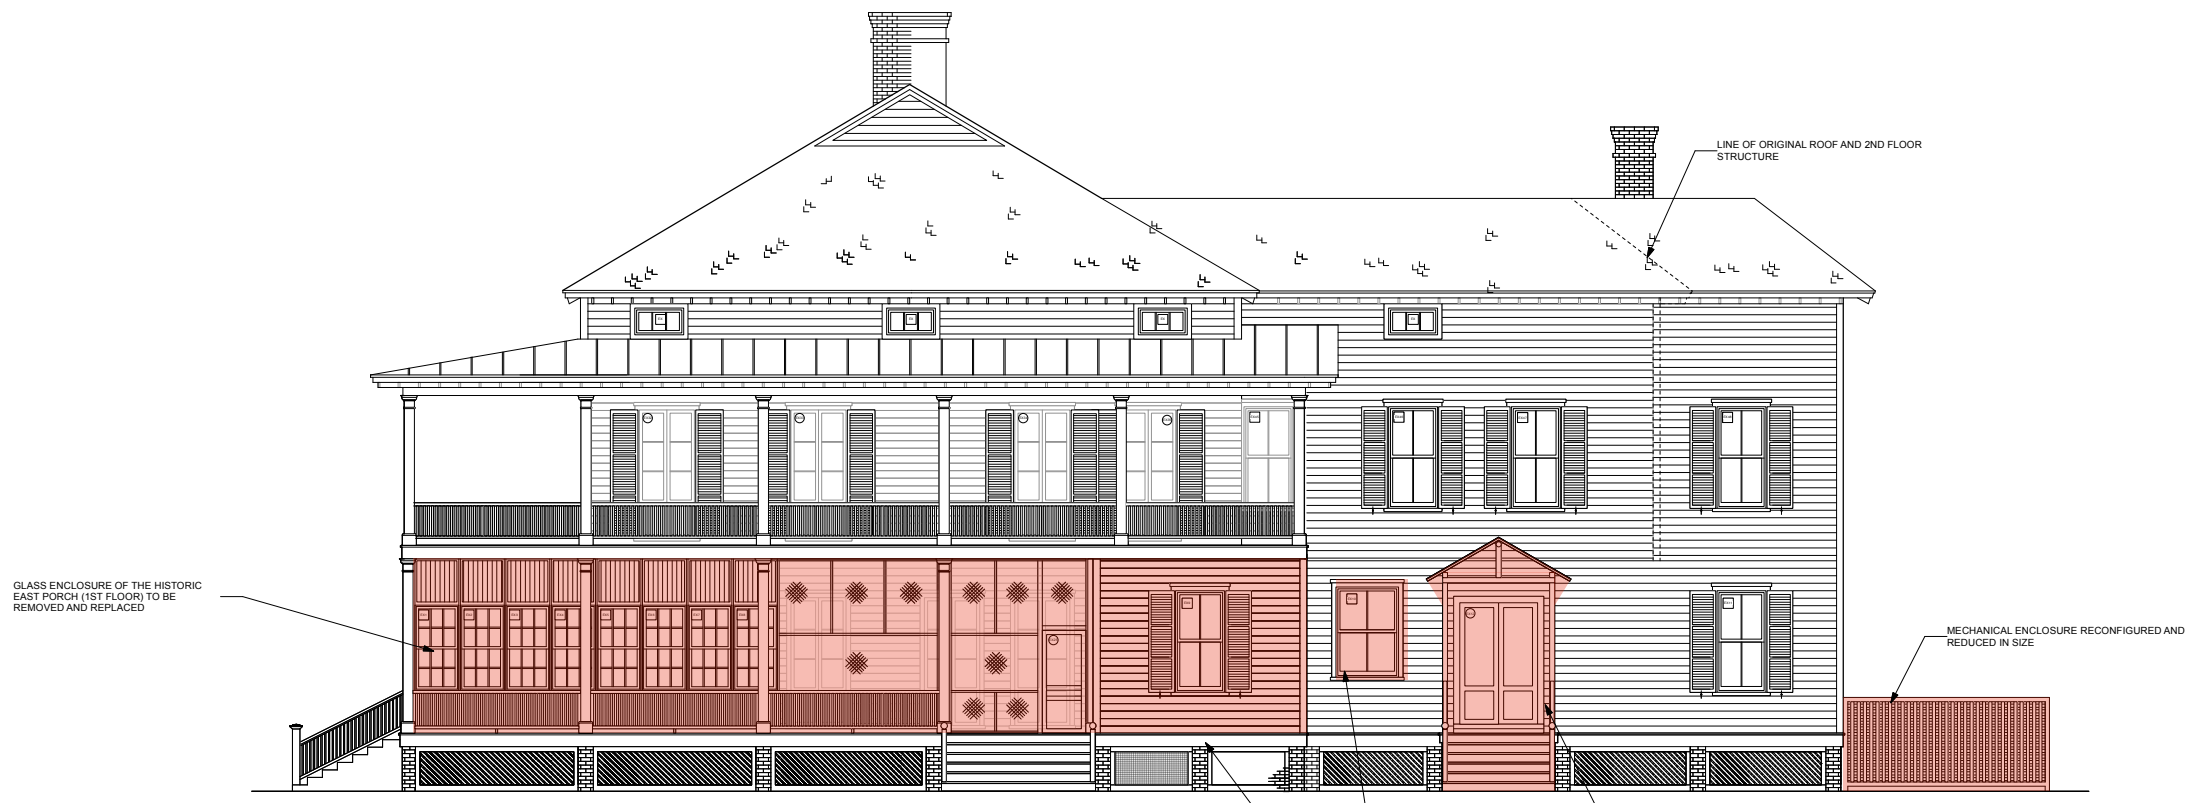 LINE OF ORIGINAL ROOF AND 2ND FLOOR
STRUCTURE
GLASS ENCLOSURE OF THE HISTORIC
EAST PORCH (1ST FLOOR) TO BE
REMOVED AND REPLACED
MECHANICAL ENCLOSURE RECONFIGURED AND
REDUCED IN SIZE